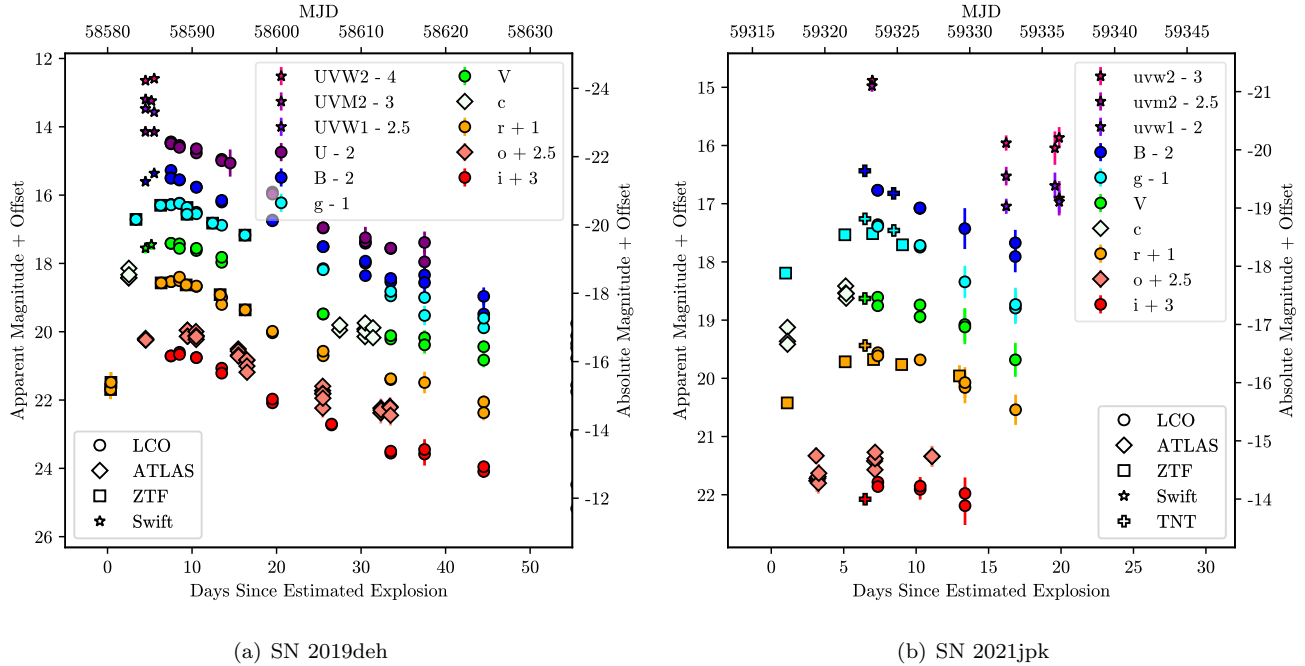 MJD
58580 58590 58600 58610 58620 58630
12
14
16
18
20
22
24
26
Apparent Magnitude + Offset
-24
-22
-20
-18
-16
-14
-12
Absolute Magnitude + Offset
UVW2 - 4
UVM2 - 3
UVW1 - 2.5
U - 2
B - 2
g - 1
V
c
r + 1
o + 2.5
i + 3
LCO
ATLAS
ZTF
Swift
0 10 20 30 40 50
Days Since Estimated Explosion
(a) SN 2019deh
MJD
59315 59320 59325 59330 59335 59340 59345
15
16
17
18
19
20
21
22
Apparent Magnitude + Offset
-21
-20
-19
-18
-17
-16
-15
-14
Absolute Magnitude + Offset
uvw2 - 3
uvm2 - 2.5
uvw1 - 2
B - 2
g - 1
V
c
r + 1
o + 2.5
i + 3
LCO
ATLAS
ZTF
Swift
TNT
0 5 10 15 20 25 30
Days Since Estimated Explosion
(b) SN 2021jpk